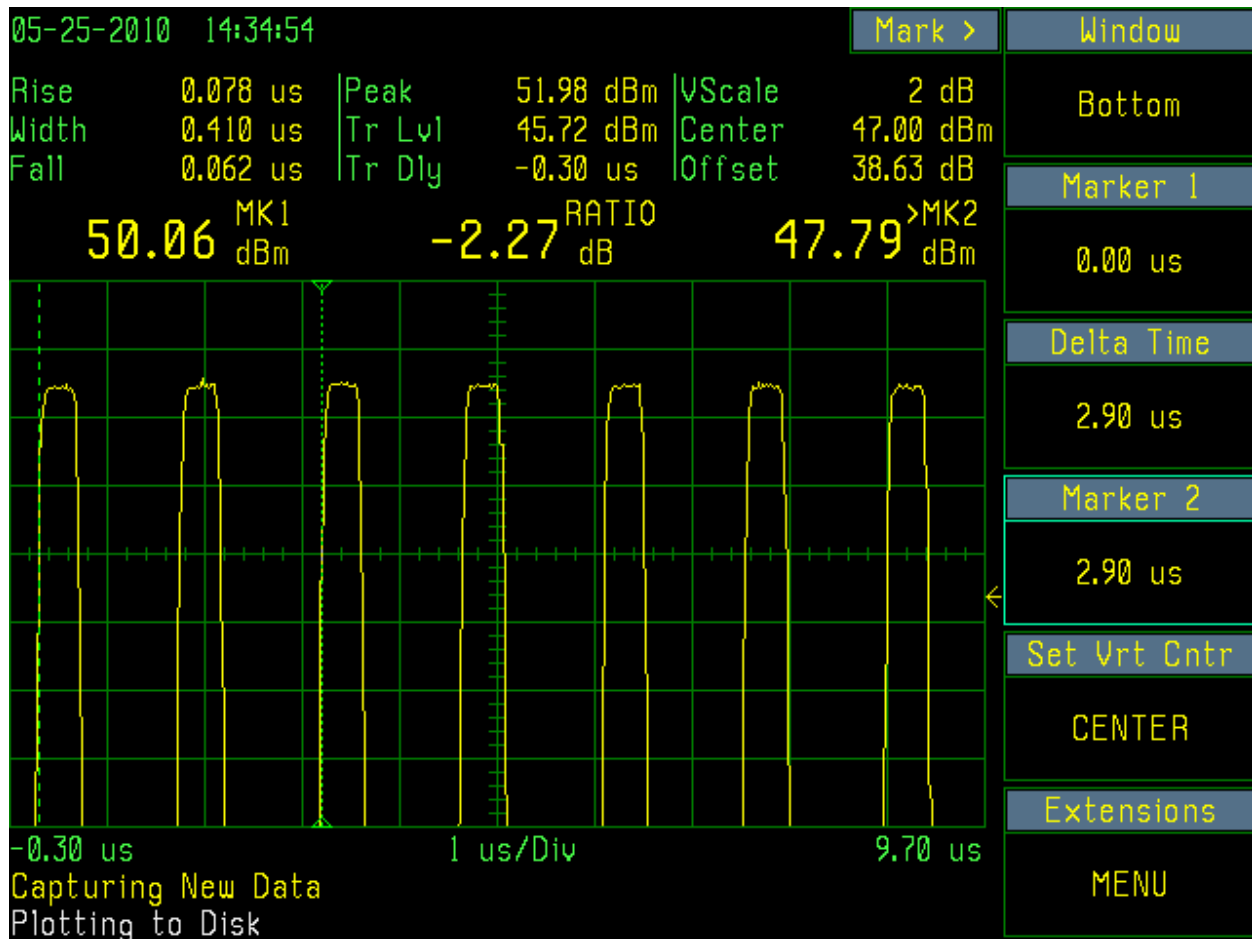 05-25-2010 14:34:54
Mark >
Rise 0.078 us Peak 51.98 dBm VScale 2 dB
Width 0.410 us Tr Lvl 45.72 dBm Center 47.00 dBm
Fall 0.062 us Tr Dly -0.30 us Offset 38.63 dB
50.06 MK1 dBm -2.27 RATIO dB 47.79 >MK2 dBm
-0.30 us 1 us/Div 9.70 us
Capturing New Data
Plotting to Disk
Window
Bottom
Marker 1
0.00 us
Delta Time
2.90 us
Marker 2
2.90 us
Set Vrt Cntr
CENTER
Extensions
MENU